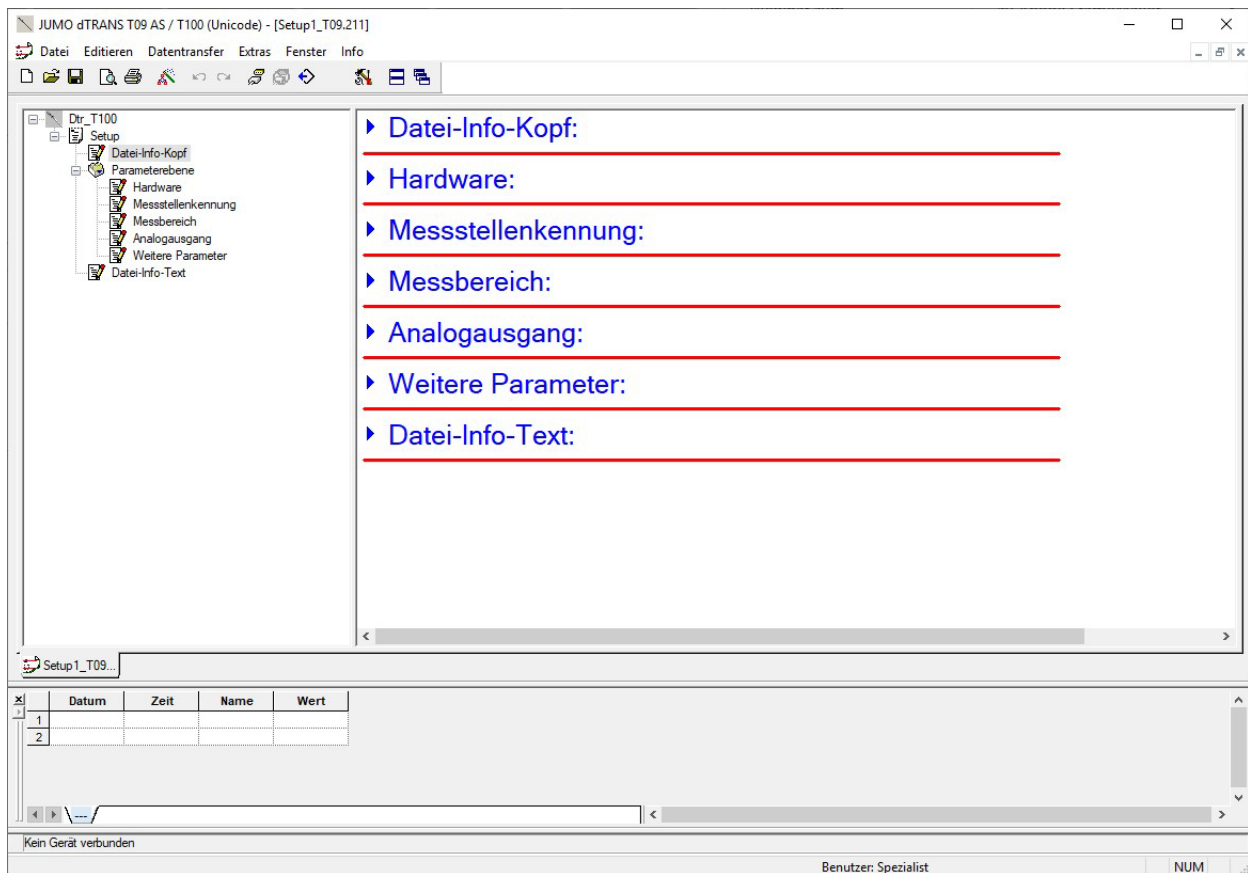 JUMO dTRANS T09 AS / T100 (Unicode) - [Setup1_T09.211]
Datei Editieren Datentransfer Extras Fenster Info
Dtr_T100
Setup
Datei-Info-Kopf
Parameterebene
Hardware
Messstellenkennung
Messbereich
Analogausgang
Weitere Parameter
Datei-Info-Text
Datei-Info-Kopf:
Hardware:
Messstellenkennung:
Messbereich:
Analogausgang:
Weitere Parameter:
Datei-Info-Text:
Setup1_T09...
Datum Zeit Name Wert
1
2
---
Kein Gerät verbunden
Benutzer: Spezialist NUM